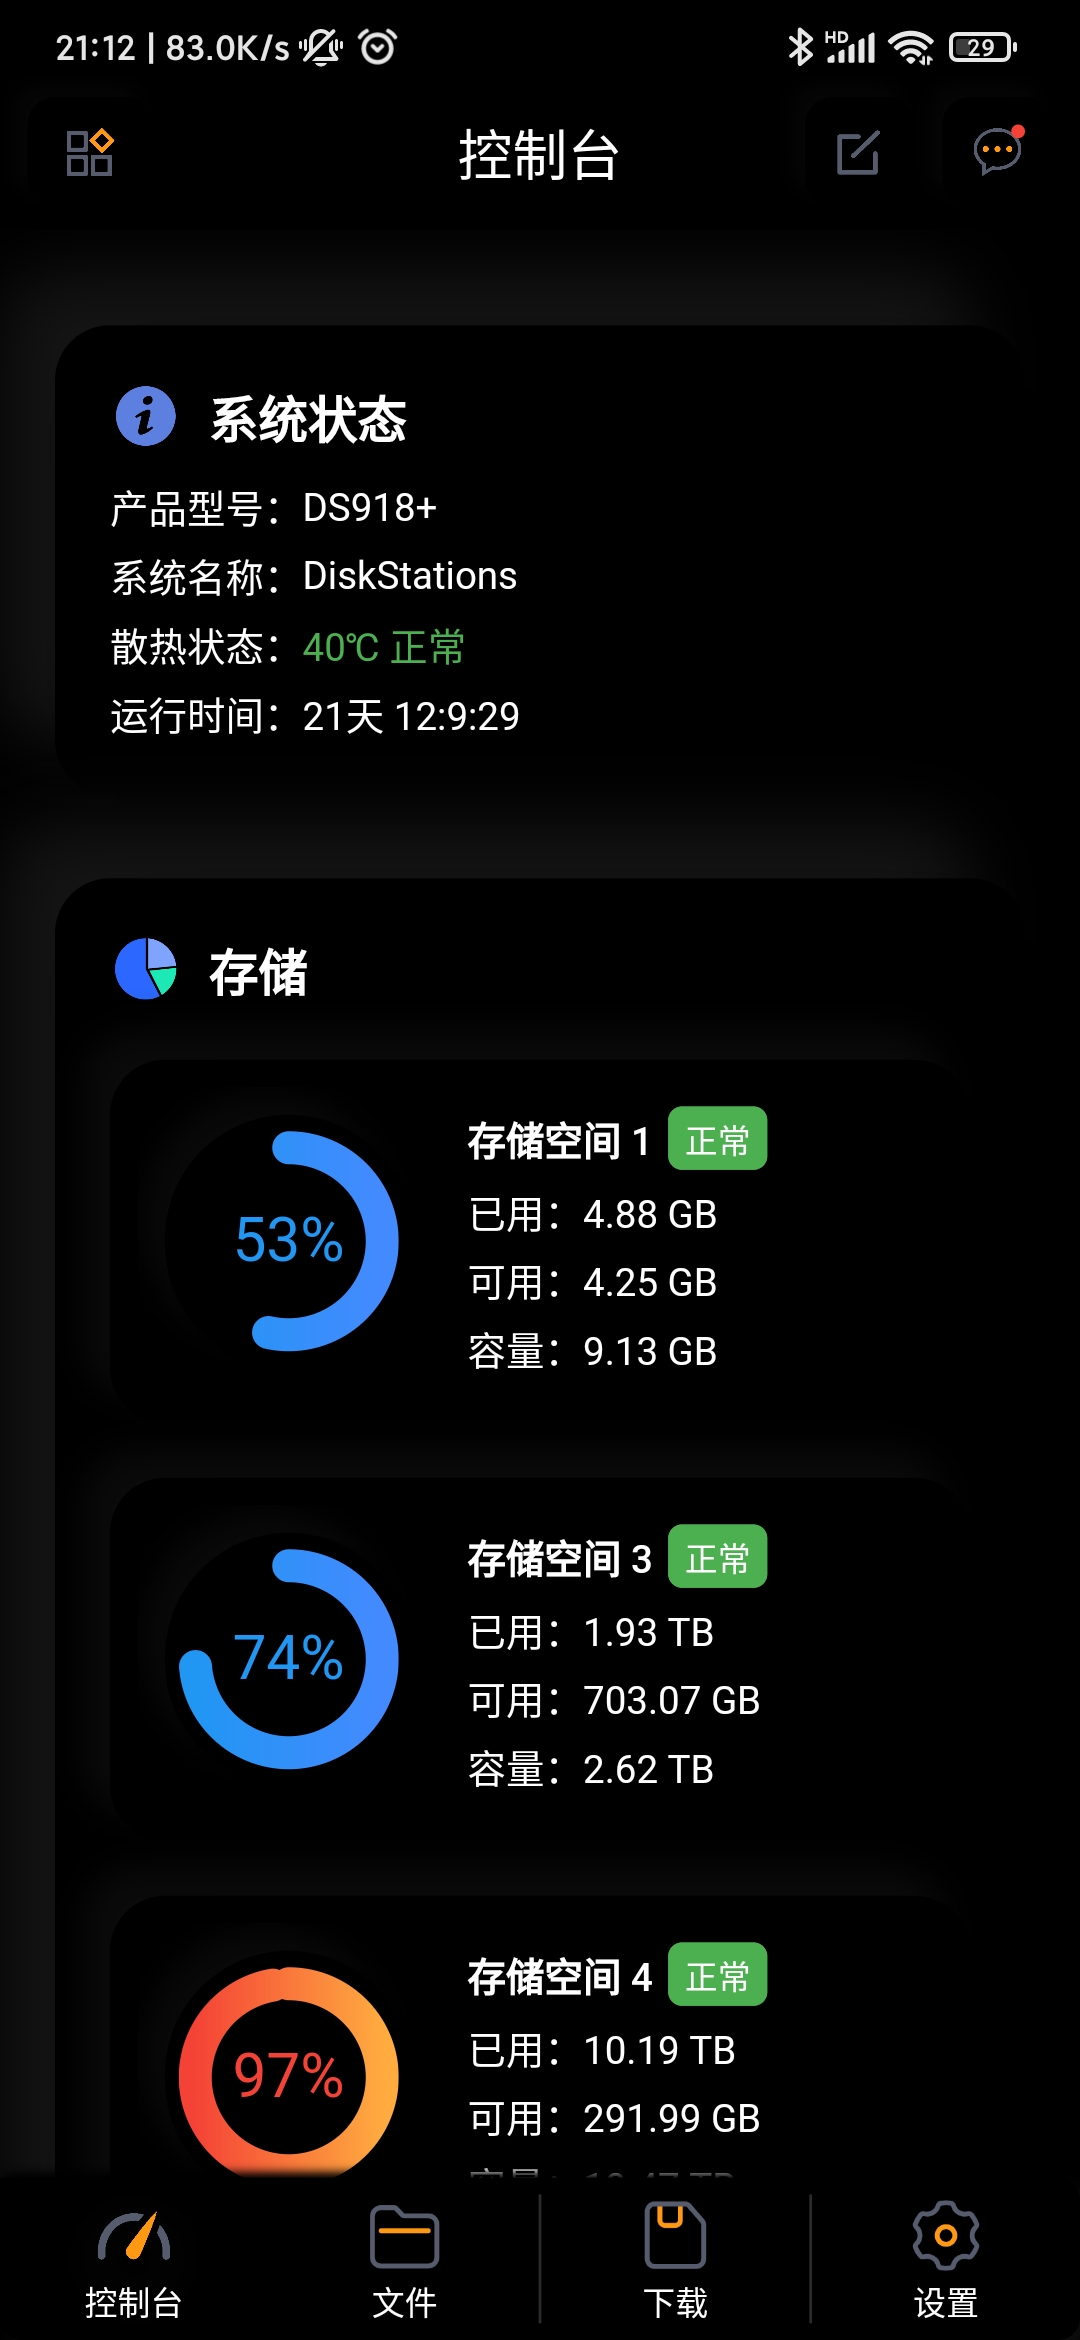 21:12 | 83.0K/s HD 29
控制台
系统状态
产品型号：DS918+
系统名称：DiskStations
散热状态：40℃ 正常
运行时间：21天 12:9:29
存储
53%
存储空间 1 正常
已用：4.88 GB
可用：4.25 GB
容量：9.13 GB
74%
存储空间 3 正常
已用：1.93 TB
可用：703.07 GB
容量：2.62 TB
97%
存储空间 4 正常
已用：10.19 TB
可用：291.99 GB
控制台 文件 下载 设置